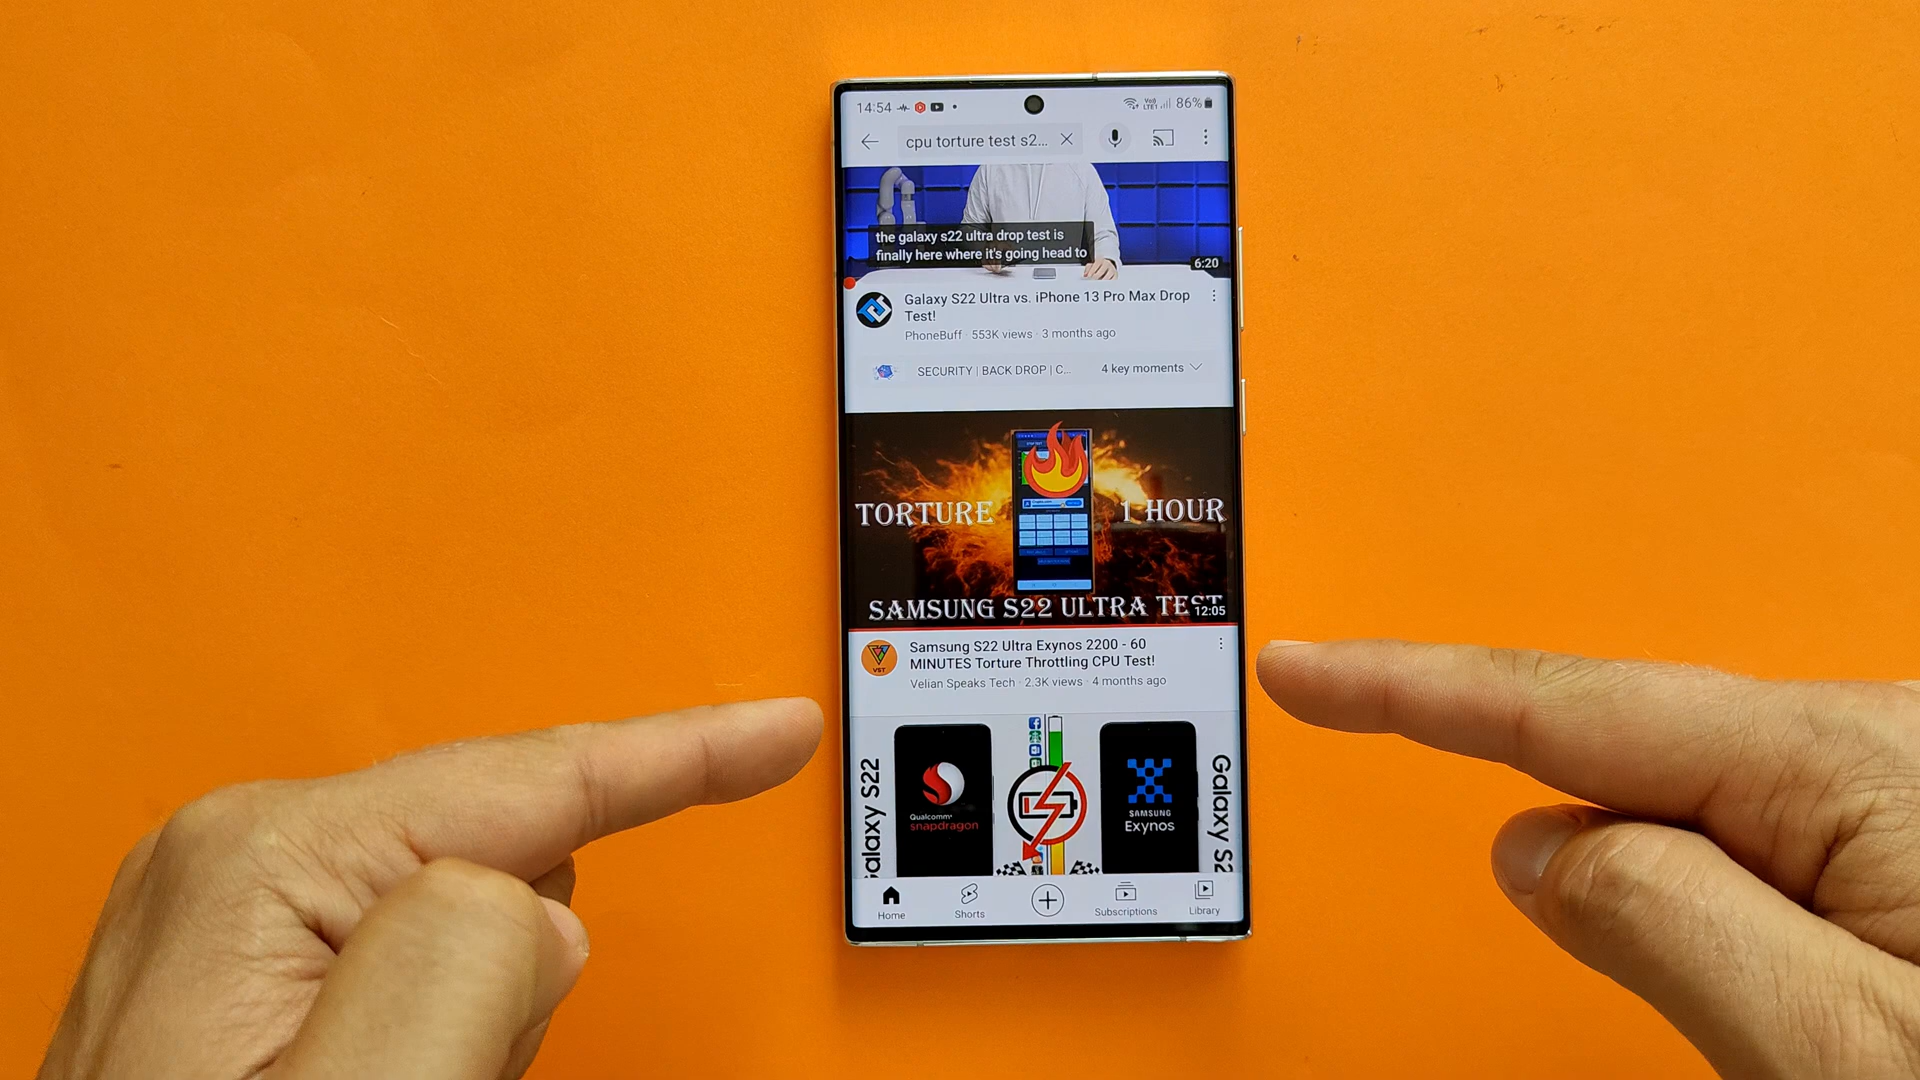 14:54
Vo)) LTE1 86%
cpu torture test s2...
the galaxy s22 ultra drop test is
finally here where it's going head to
6:20
Galaxy S22 Ultra vs. iPhone 13 Pro Max Drop
Test!
PhoneBuff · 553K views · 3 months ago
SECURITY | BACK DROP | C...
4 key moments
TORTURE
1 HOUR
SAMSUNG S22 ULTRA TEST
12:05
VST
Samsung S22 Ultra Exynos 2200 - 60
MINUTES Torture Throttling CPU Test!
Velian Speaks Tech · 2.3K views · 4 months ago
Galaxy S22
Qualcomm
snapdragon
SAMSUNG
Exynos
Galaxy S2
Home
Shorts
Subscriptions
Library